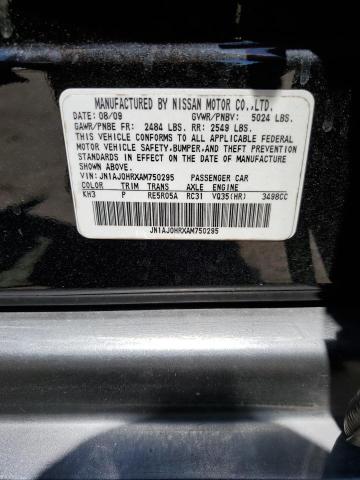 MANUFACTURED BY NISSAN MOTOR CO.,LTD.
DATE: 08/09 GVWR/PNBV: 5024 LBS.
GAWR/PNBE FR: 2484 LBS. RR: 2549 LBS.
THIS CAR CONFORMS TO ALL APPLICABLE FEDERAL
MOTOR VEHICLE SAFETY,BUMPER,AND THEFT PREVENTION
STANDARDS IN EFFECT ON THE DATE OF MANUFACTURE
SHOWN ABOVE.
VIN: JN1AJ0HRXAM750295 PASSENGER CAR
COLOR TRIM TRANS AXLE ENGINE
KH3 P RE5R05A RC31 VQ35(HR) 3498CC
JN1AJ0HRXAM750295